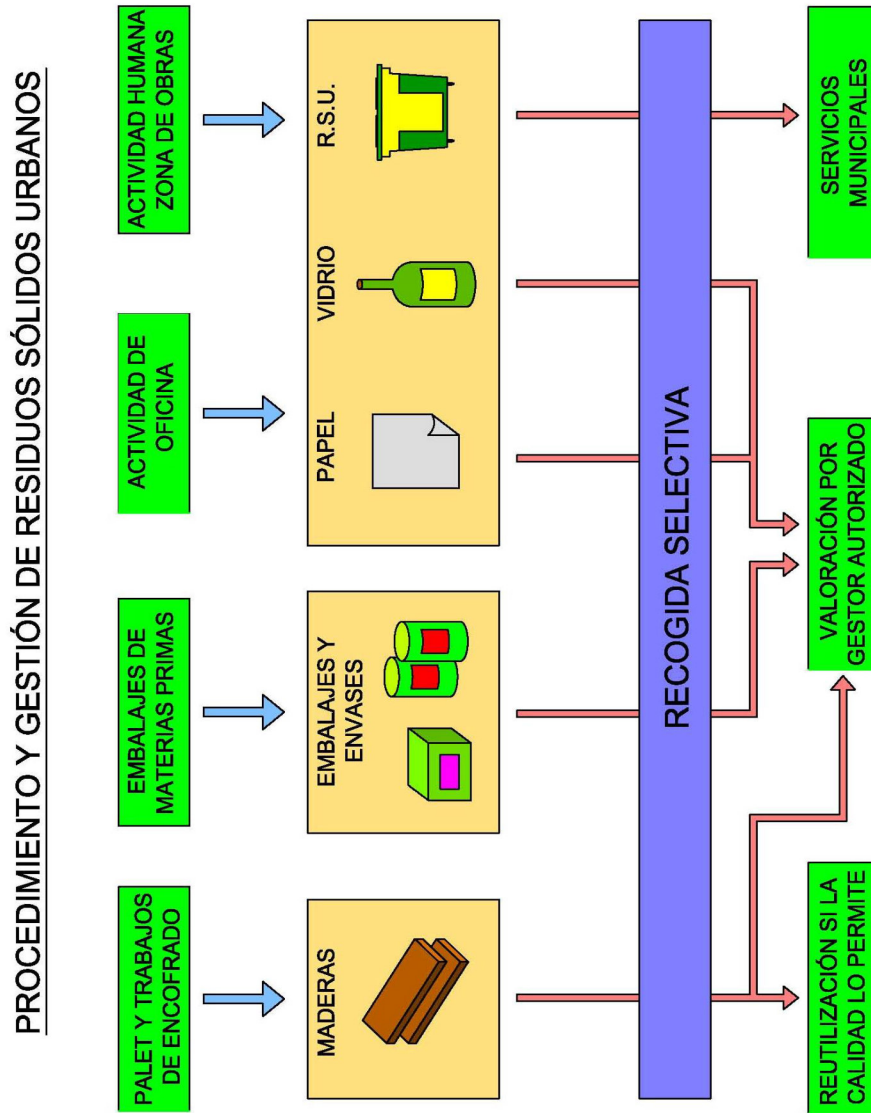 PROCEDIMIENTO Y GESTIÓN DE RESIDUOS SÓLIDOS URBANOS
PALET Y TRABAJOS
DE ENCOFRADO
EMBALAJES DE
MATERIAS PRIMAS
ACTIVIDAD DE
OFICINA
ACTIVIDAD HUMANA
ZONA DE OBRAS
MADERAS
EMBALAJES Y
ENVASES
PAPEL
VIDRIO
R.S.U.
RECOGIDA SELECTIVA
REUTILIZACIÓN SI LA
CALIDAD LO PERMITE
VALORACIÓN POR
GESTOR AUTORIZADO
SERVICIOS
MUNICIPALES